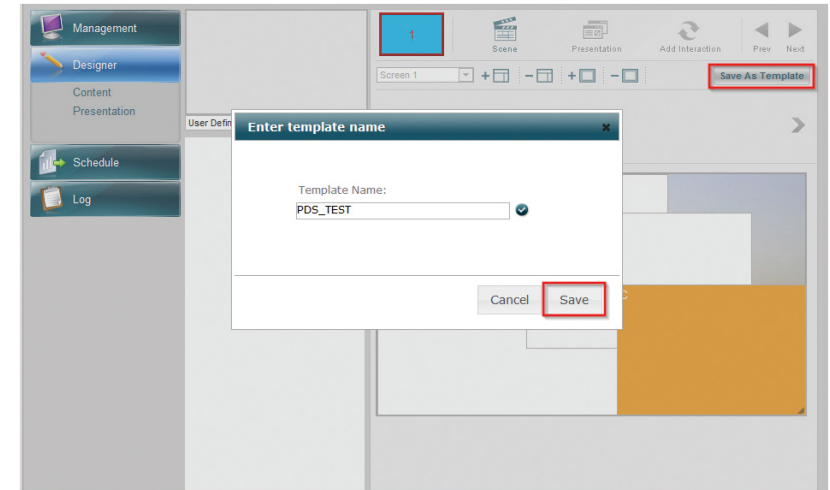 Management
Designer
Content
Presentation
Schedule
Log
User Defin
1
Scene
Presentation
Add Interaction
Prev
Next
Screen 1
Save As Template
Enter template name
Template Name:
PDS_TEST
Cancel
Save